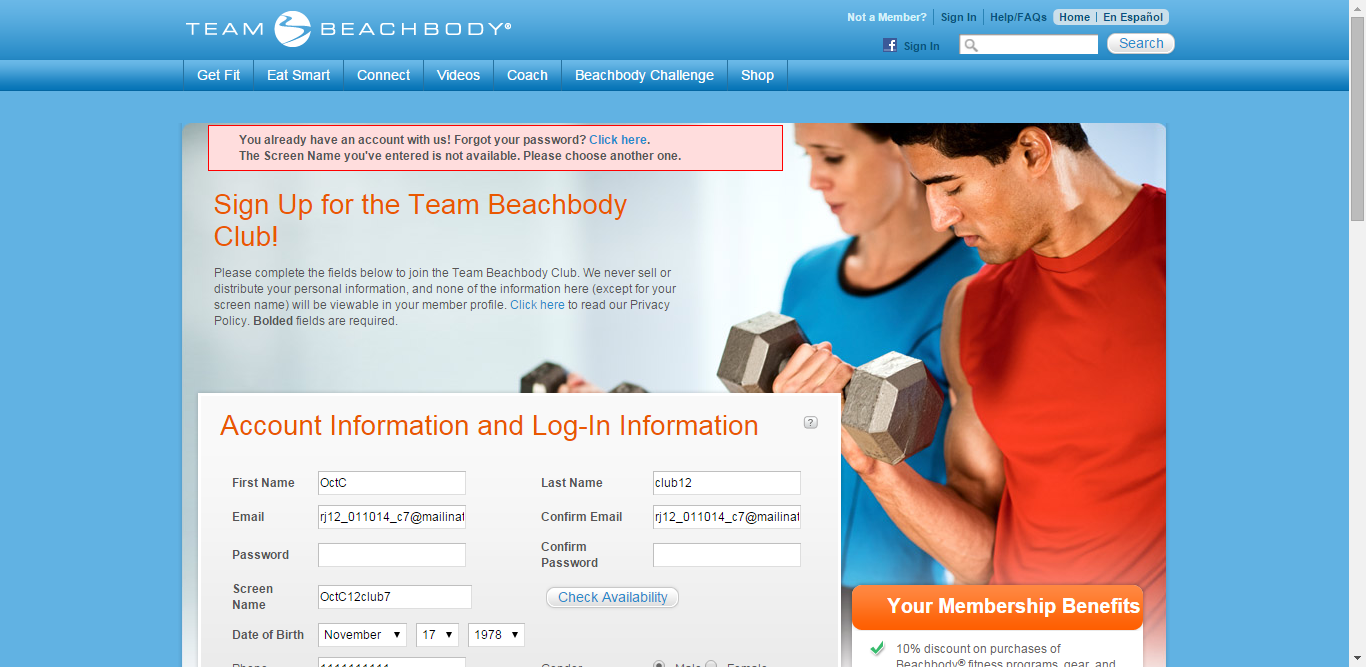 TEAM BEACHBODY®
Not a Member? Sign In Help/FAQs Home En Español
Sign In Search
Get Fit Eat Smart Connect Videos Coach Beachbody Challenge Shop
You already have an account with us! Forgot your password? Click here.
The Screen Name you've entered is not available. Please choose another one.
Sign Up for the Team Beachbody
Club!
Please complete the fields below to join the Team Beachbody Club. We never sell or
distribute your personal information, and none of the information here (except for your
screen name) will be viewable in your member profile. Click here to read our Privacy
Policy. Bolded fields are required.
Account Information and Log-In Information ?
First Name OctC Last Name club12
Email rj12_011014_c7@mailinat Confirm Email rj12_011014_c7@mailinat
Password Confirm
Password
Screen
Name OctC12club7 Check Availability
Date of Birth November 17 1978
Phone 1111111111 Gender Male Female
Your Membership Benefits
10% discount on purchases of
Beachbody® fitness programs, gear, and